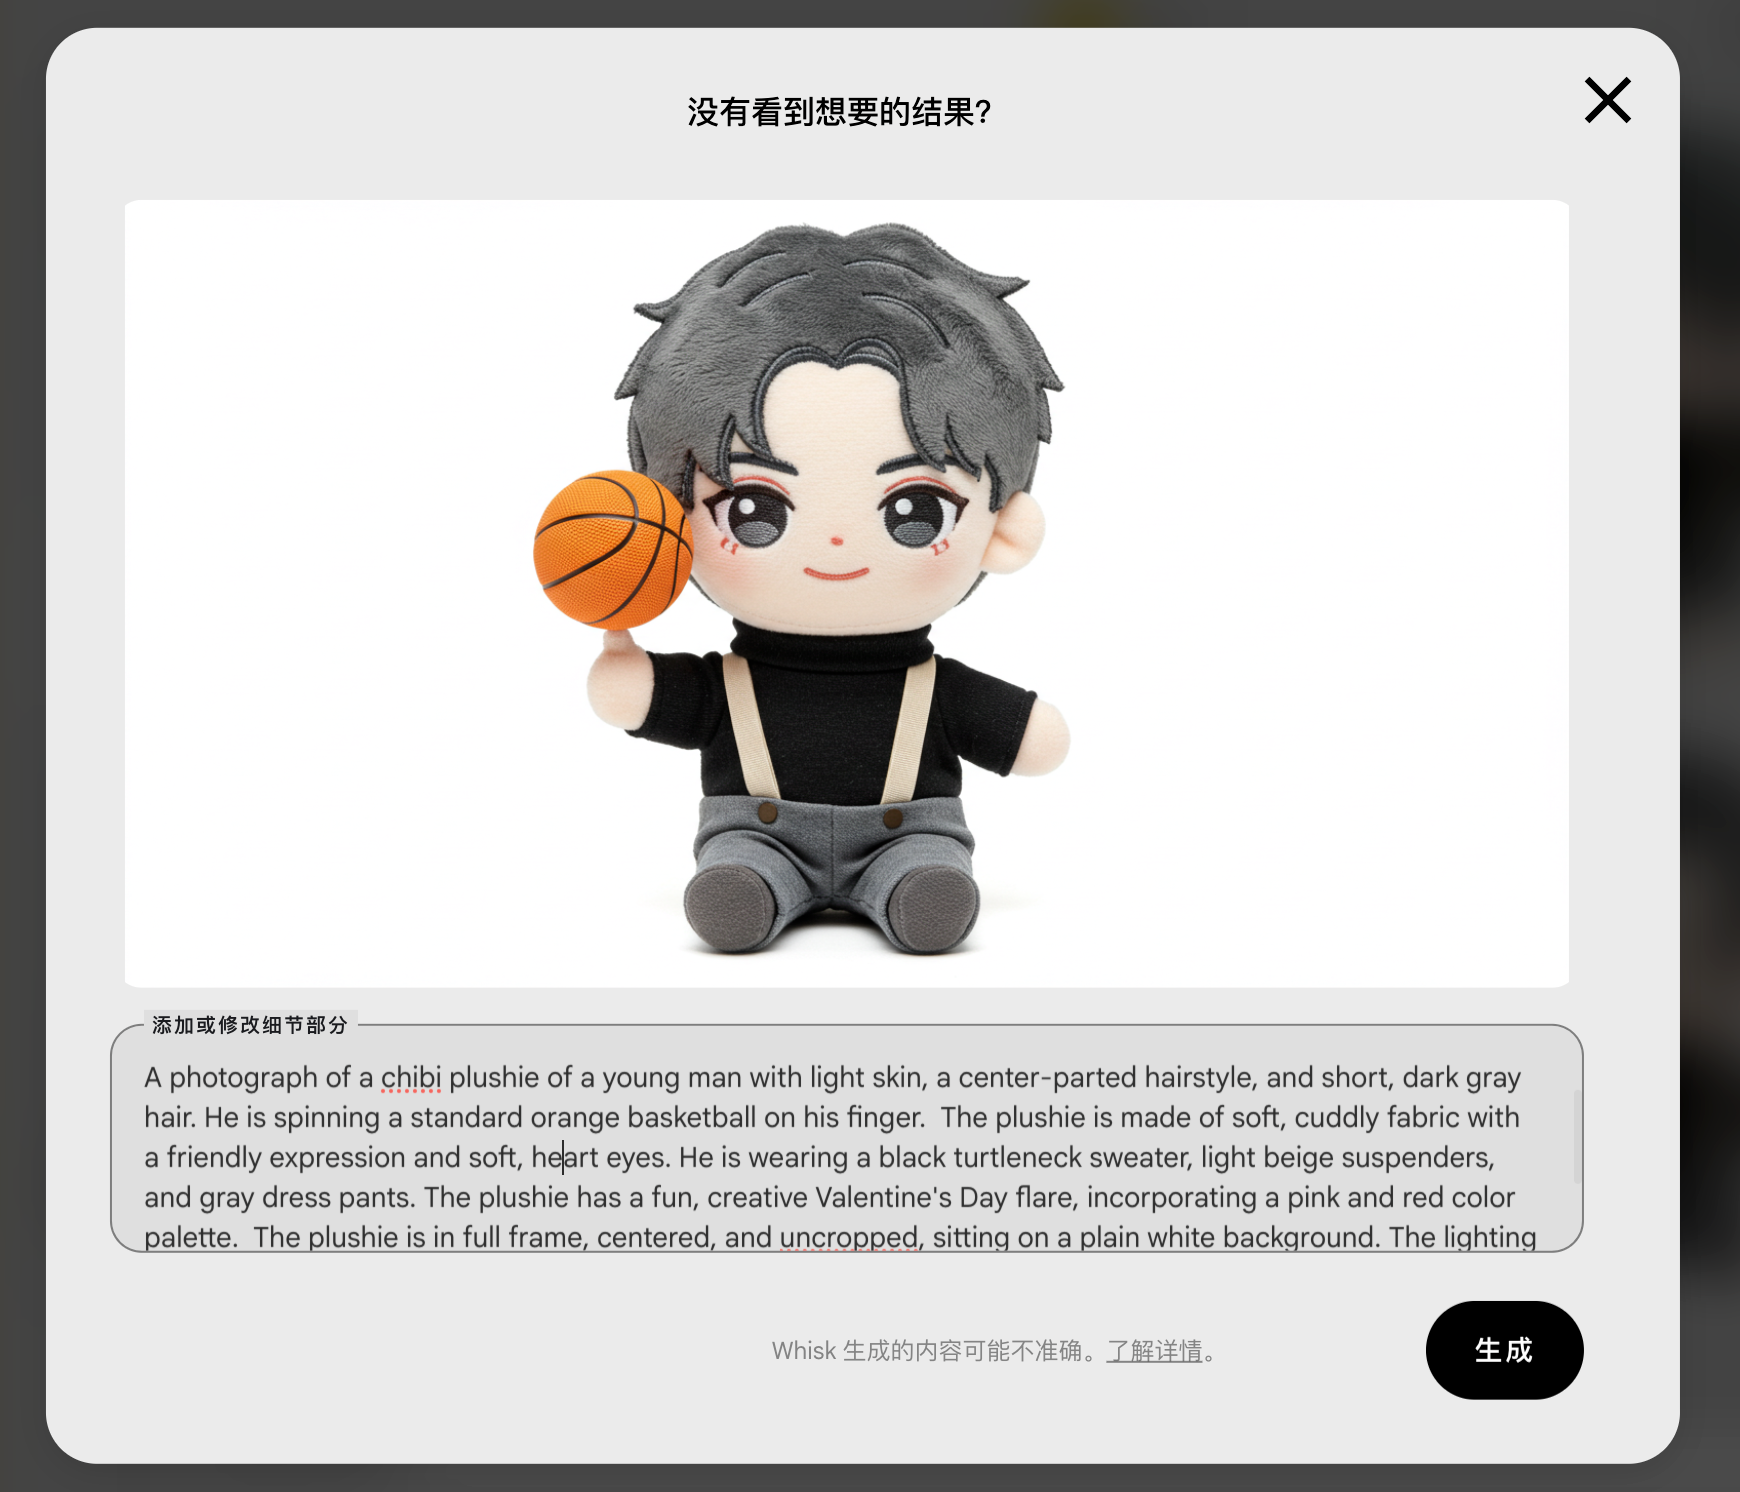 没有看到想要的结果?
添加或修改细节部分
A photograph of a chibi plushie of a young man with light skin, a center-parted hairstyle, and short, dark gray
hair. He is spinning a standard orange basketball on his finger.  The plushie is made of soft, cuddly fabric with
a friendly expression and soft, heart eyes. He is wearing a black turtleneck sweater, light beige suspenders,
and gray dress pants. The plushie has a fun, creative Valentine's Day flare, incorporating a pink and red color
palette.  The plushie is in full frame, centered, and uncropped, sitting on a plain white background. The lighting
Whisk 生成的内容可能不准确。了解详情。
生成